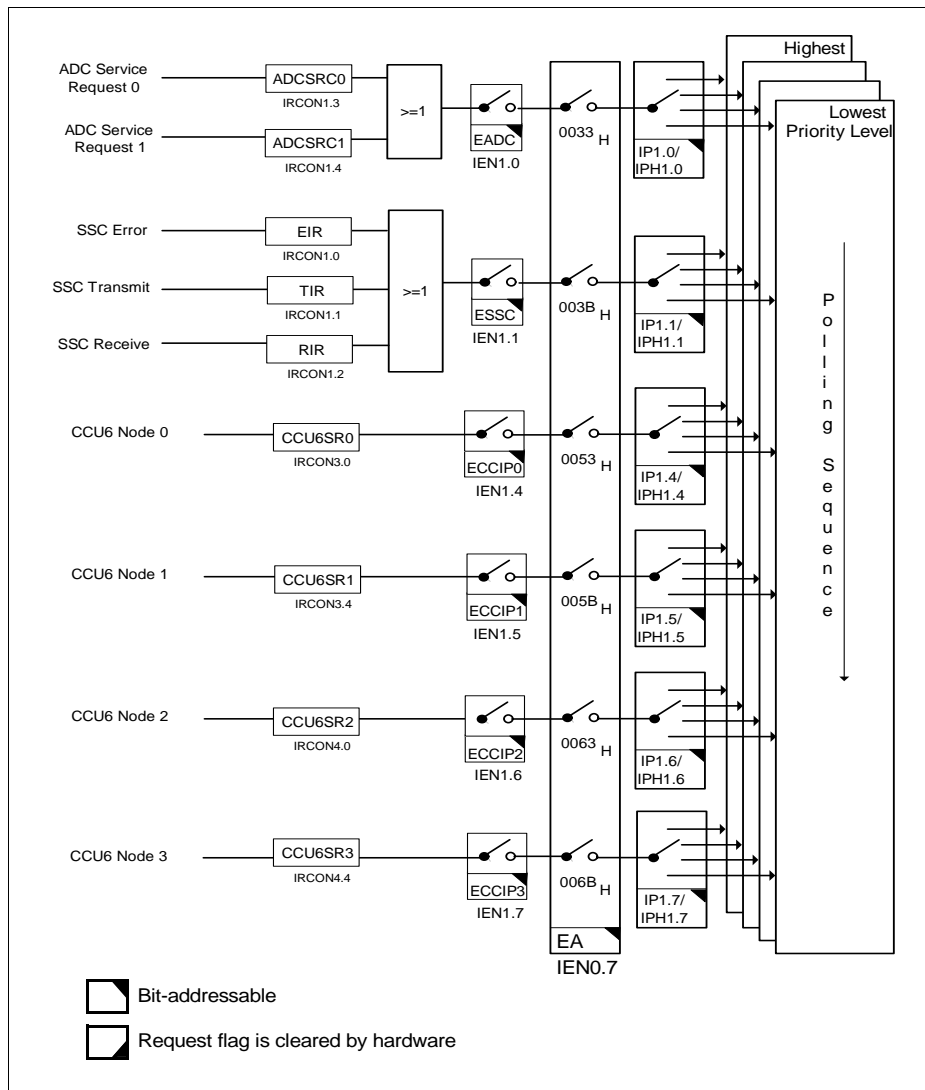 Highest
Lowest
Priority Level
Polling Sequence
ADC Service
Request 0
ADCSRC0
IRCON1.3
ADC Service
Request 1
ADCSRC1
IRCON1.4
>=1
EADC
IEN1.0
0033 H
IP1.0/
IPH1.0
SSC Error
EIR
IRCON1.0
SSC Transmit
TIR
IRCON1.1
SSC Receive
RIR
IRCON1.2
>=1
ESSC
IEN1.1
003B H
IP1.1/
IPH1.1
CCU6 Node 0
CCU6SR0
IRCON3.0
ECCIP0
IEN1.4
0053 H
IP1.4/
IPH1.4
CCU6 Node 1
CCU6SR1
IRCON3.4
ECCIP1
IEN1.5
005B H
IP1.5/
IPH1.5
CCU6 Node 2
CCU6SR2
IRCON4.0
ECCIP2
IEN1.6
0063 H
IP1.6/
IPH1.6
CCU6 Node 3
CCU6SR3
IRCON4.4
ECCIP3
IEN1.7
006B H
IP1.7/
IPH1.7
EA
IEN0.7
Bit-addressable
Request flag is cleared by hardware